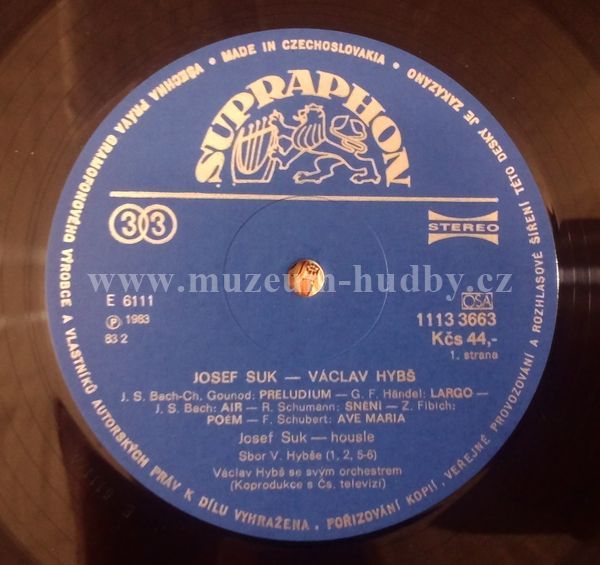 VŠECHNA PRÁVA GRAMOFONOVÉHO VÝROBCE A VLASTNÍKŮ AUTORSKÝCH PRÁV K DÍLU VYHRAŽENA • POŘIZOVÁNÍ KOPIÍ, VEŘEJNÉ PROVOZOVÁNÍ A ROZHLASOVÉ ŠÍŘENÍ TÉTO DESKY JE ZAKÁZÁNO • MADE IN CZECHOSLOVAKIA •
SUPRAPHON
33
STEREO
www.muzeum-hudby.cz
E 6111
℗ 1983
83 2
OSA
1113 3663
Kčs 44,-
1. strana
JOSEF SUK — VÁCLAV HYBŠ
J. S. Bach-Ch. Gounod: PRELUDIUM — G. F. Händel: LARGO —
J. S. Bach: AIR — R. Schumann: SNĚNÍ — Z. Fibich:
POEM — F. Schubert: AVE MARIA
Josef Suk — housle
Sbor V. Hybše (1, 2, 5-6)
Václav Hybš se svým orchestrem
(Koprodukce s Čs. televizí)